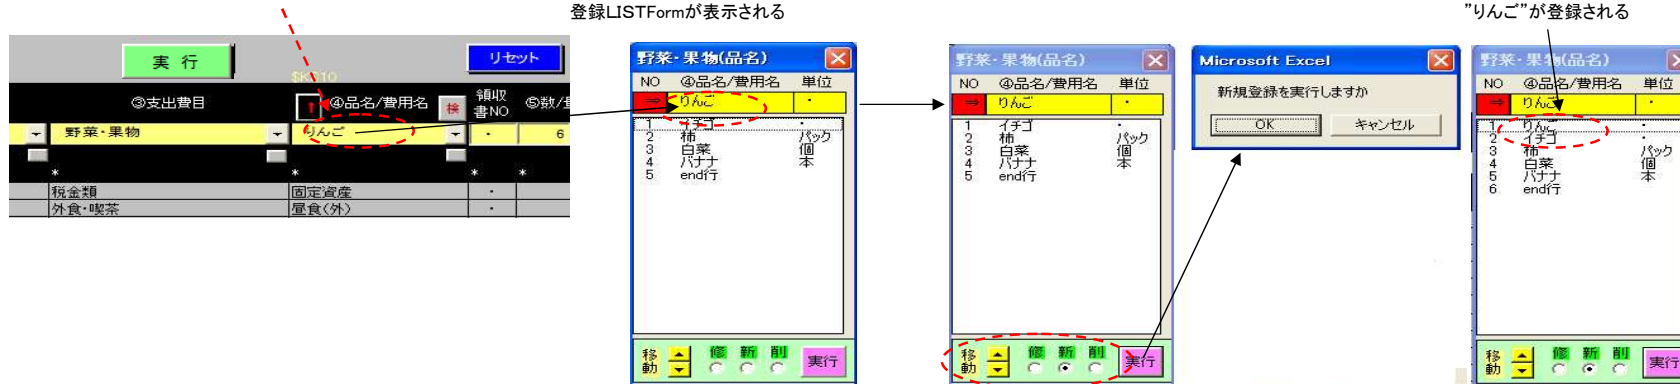 登録LISTFormが表示される
”りんご”が登録される
実 行
リセット
$K$10
③支出費目
↑
④品名/費用名
検
領収
書NO
⑤数/量
野菜・果物
りんご
・
6
*
*
*
*
税金類
固定資産
・
外食・喫茶
昼食(外)
・
野菜・果物(品名)
NO ④品名/費用名 単位
⇒ りんご ・
1 イチゴ ・
2 柿 パック
3 白菜 個
4 バナナ 本
5 end行
移動 修 新 削 実行
野菜・果物(品名)
NO ④品名/費用名 単位
⇒ りんご ・
1 イチゴ ・
2 柿 パック
3 白菜 個
4 バナナ 本
5 end行
移動 修 新 削 実行
Microsoft Excel
新規登録を実行しますか
OK キャンセル
野菜・果物(品名)
NO ④品名/費用名 単位
⇒ りんご ・
1 りんご ・
2 イチゴ ・
3 柿 パック
4 白菜 個
5 バナナ 本
6 end行
移動 修 新 削 実行